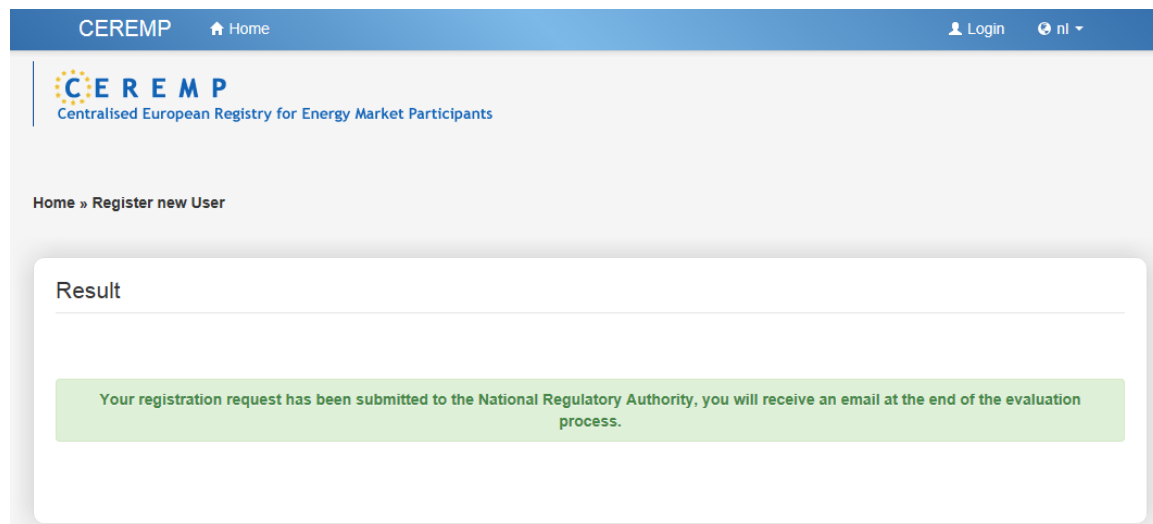 CEREMP Home Login nl
CEREMP
Centralised European Registry for Energy Market Participants
Home » Register new User
Result
Your registration request has been submitted to the National Regulatory Authority, you will receive an email at the end of the evaluation
process.